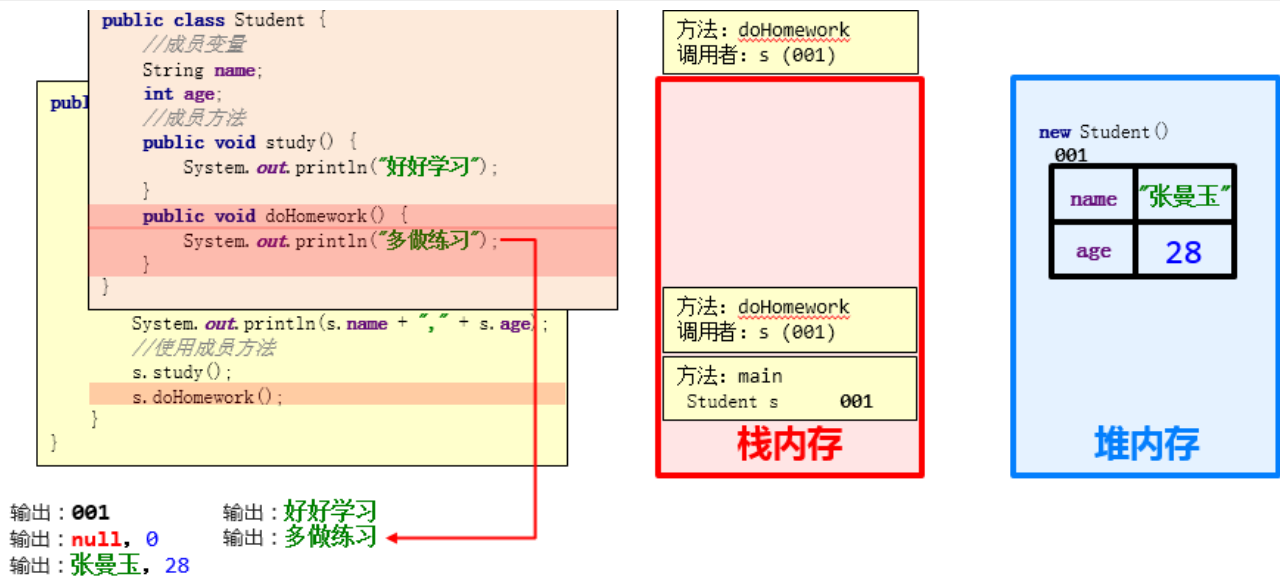 public class Student {
//成员变量
String name;
int age;
//成员方法
public void study() {
System.out.println("好好学习");
}
public void doHomework() {
System.out.println("多做练习");
}
}
publ
System.out.println(s.name + "," + s.age);
//使用成员方法
s.study();
s.doHomework();
}
}
方法: doHomework
调用者: s (001)
方法: doHomework
调用者: s (001)
方法: main
Student s 001
栈内存
new Student()
001
name "张曼玉"
age 28
堆内存
输出:001 输出:好好学习
输出:null, 0 输出:多做练习
输出:张曼玉, 28